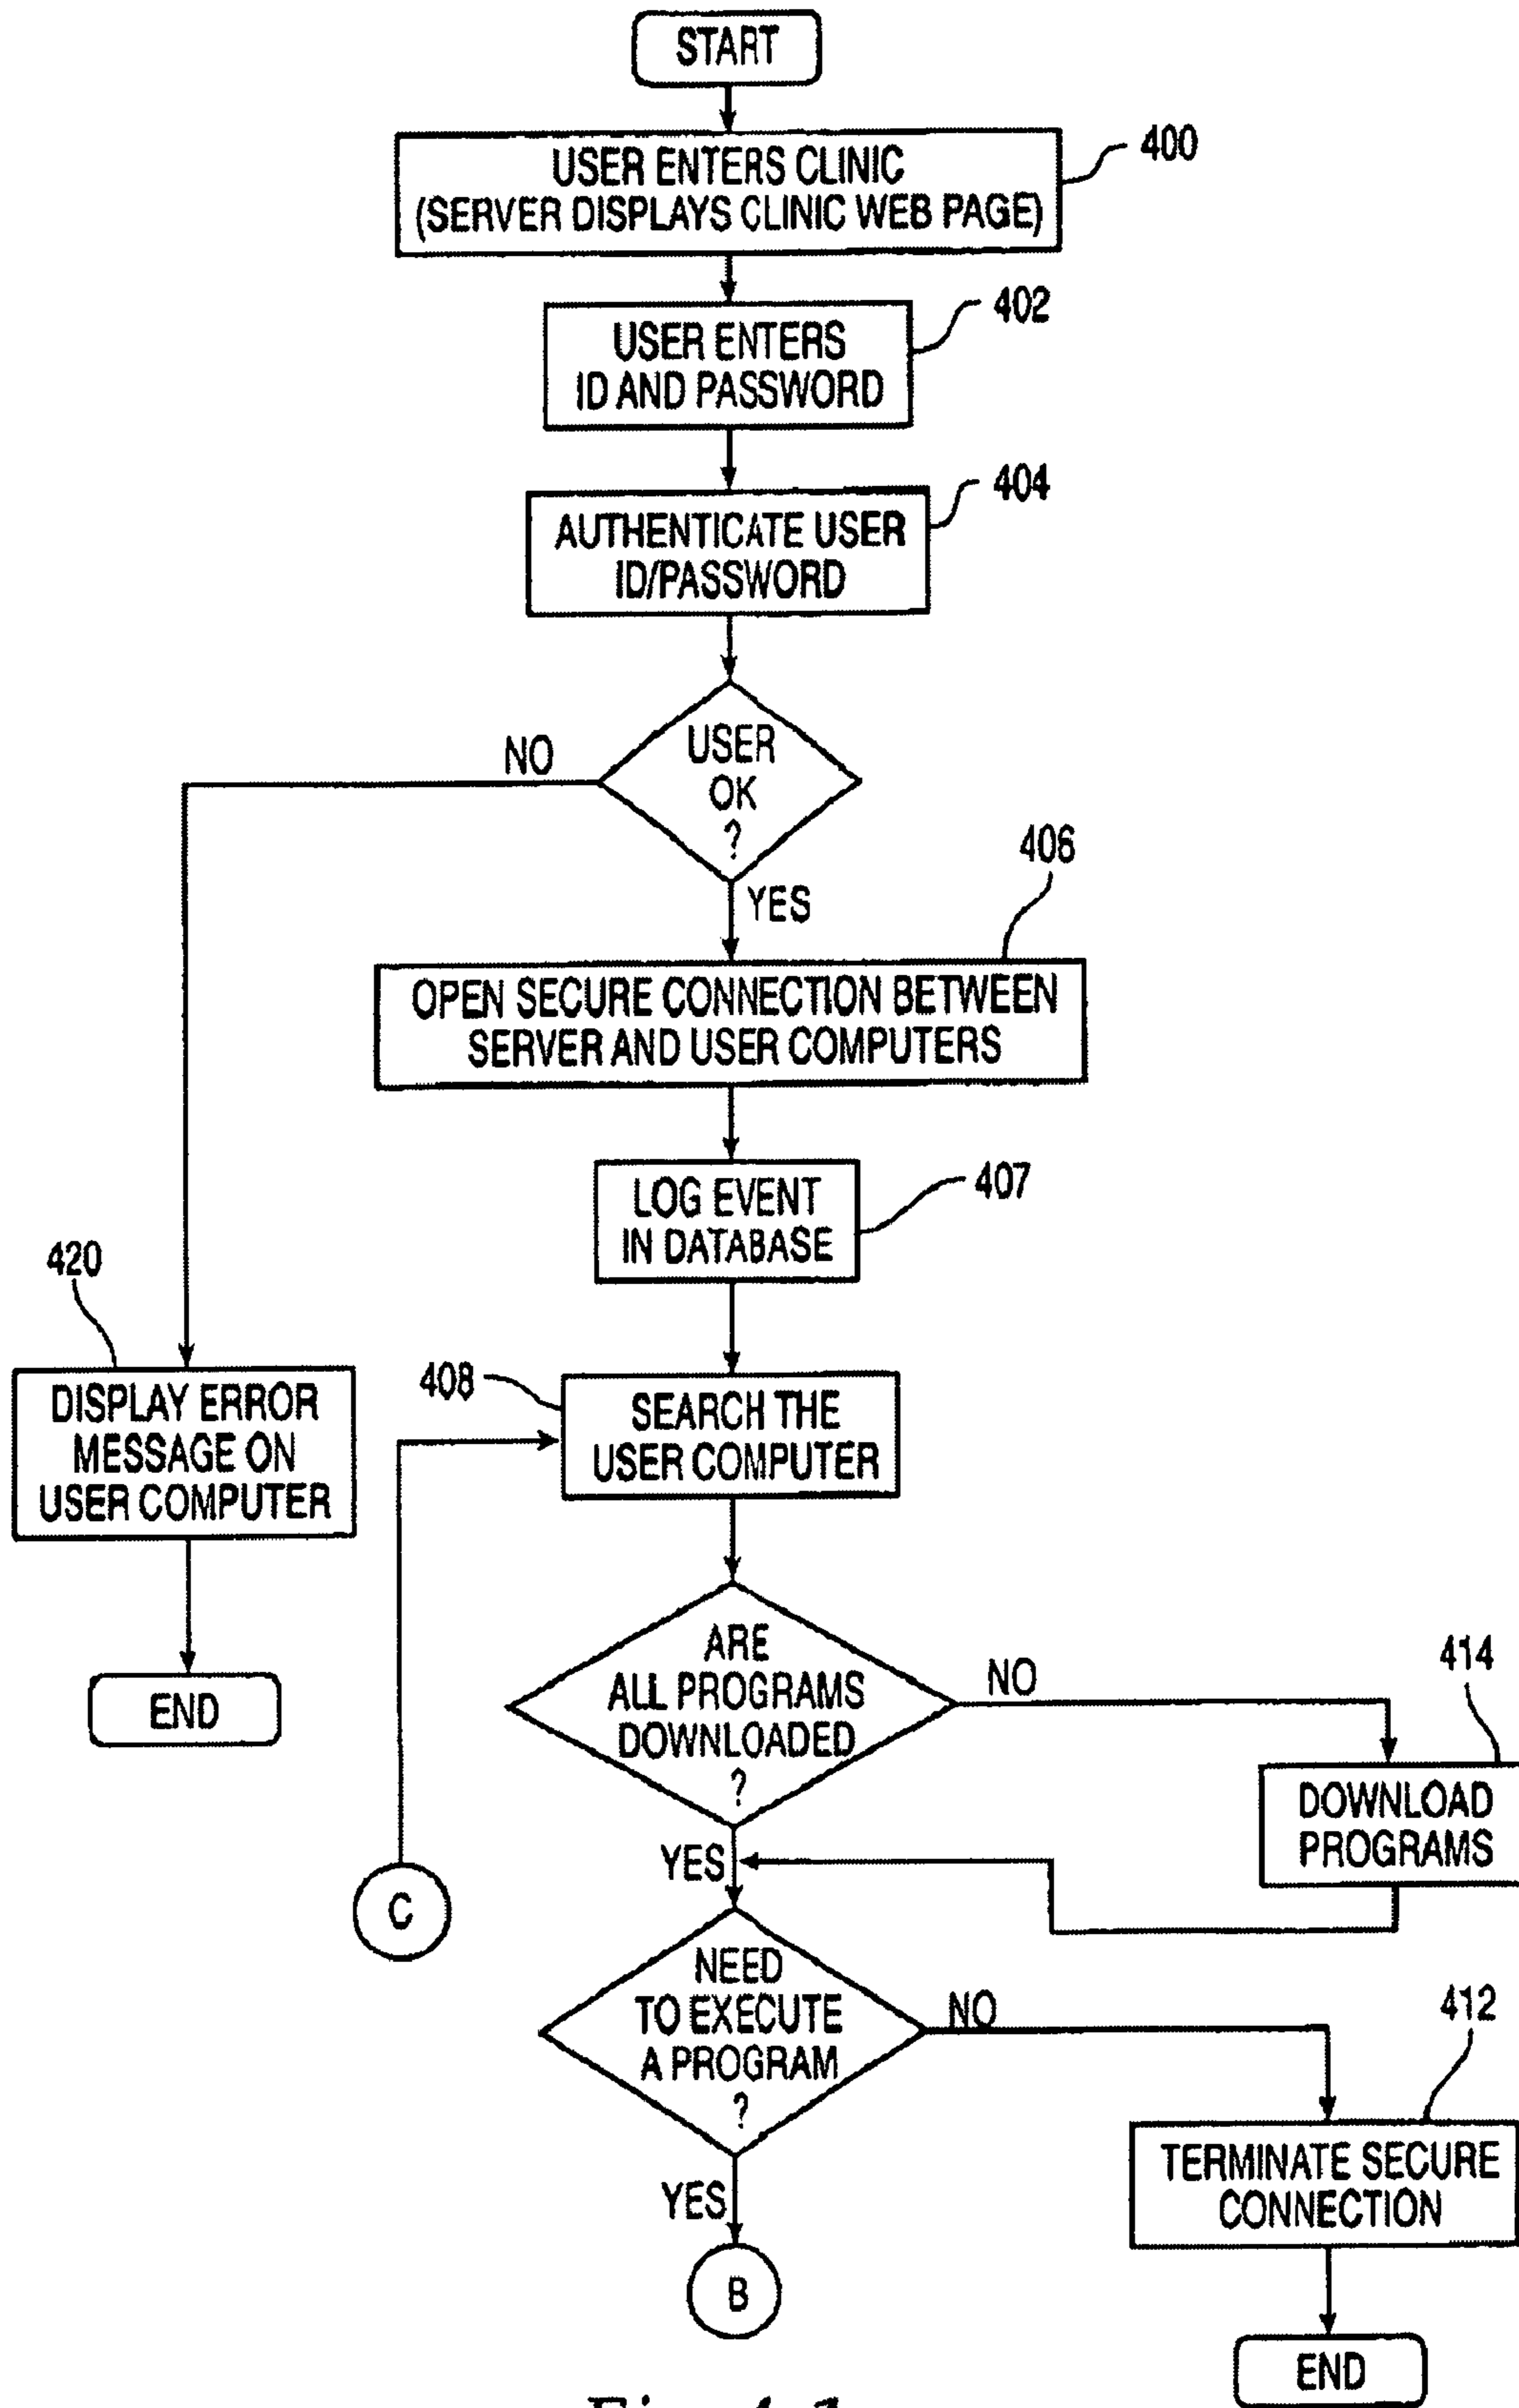 START
USER ENTERS CLINIC
(SERVER DISPLAYS CLINIC WEB PAGE)
400
USER ENTERS
ID AND PASSWORD
402
AUTHENTICATE USER
ID/PASSWORD
404
USER
OK
?
NO
YES
406
OPEN SECURE CONNECTION BETWEEN
SERVER AND USER COMPUTERS
LOG EVENT
IN DATABASE
407
420
DISPLAY ERROR
MESSAGE ON
USER COMPUTER
END
408
SEARCH THE
USER COMPUTER
ARE
ALL PROGRAMS
DOWNLOADED
?
NO
414
DOWNLOAD
PROGRAMS
YES
C
NEED
TO EXECUTE
A PROGRAM
?
NO
412
TERMINATE SECURE
CONNECTION
YES
B
END